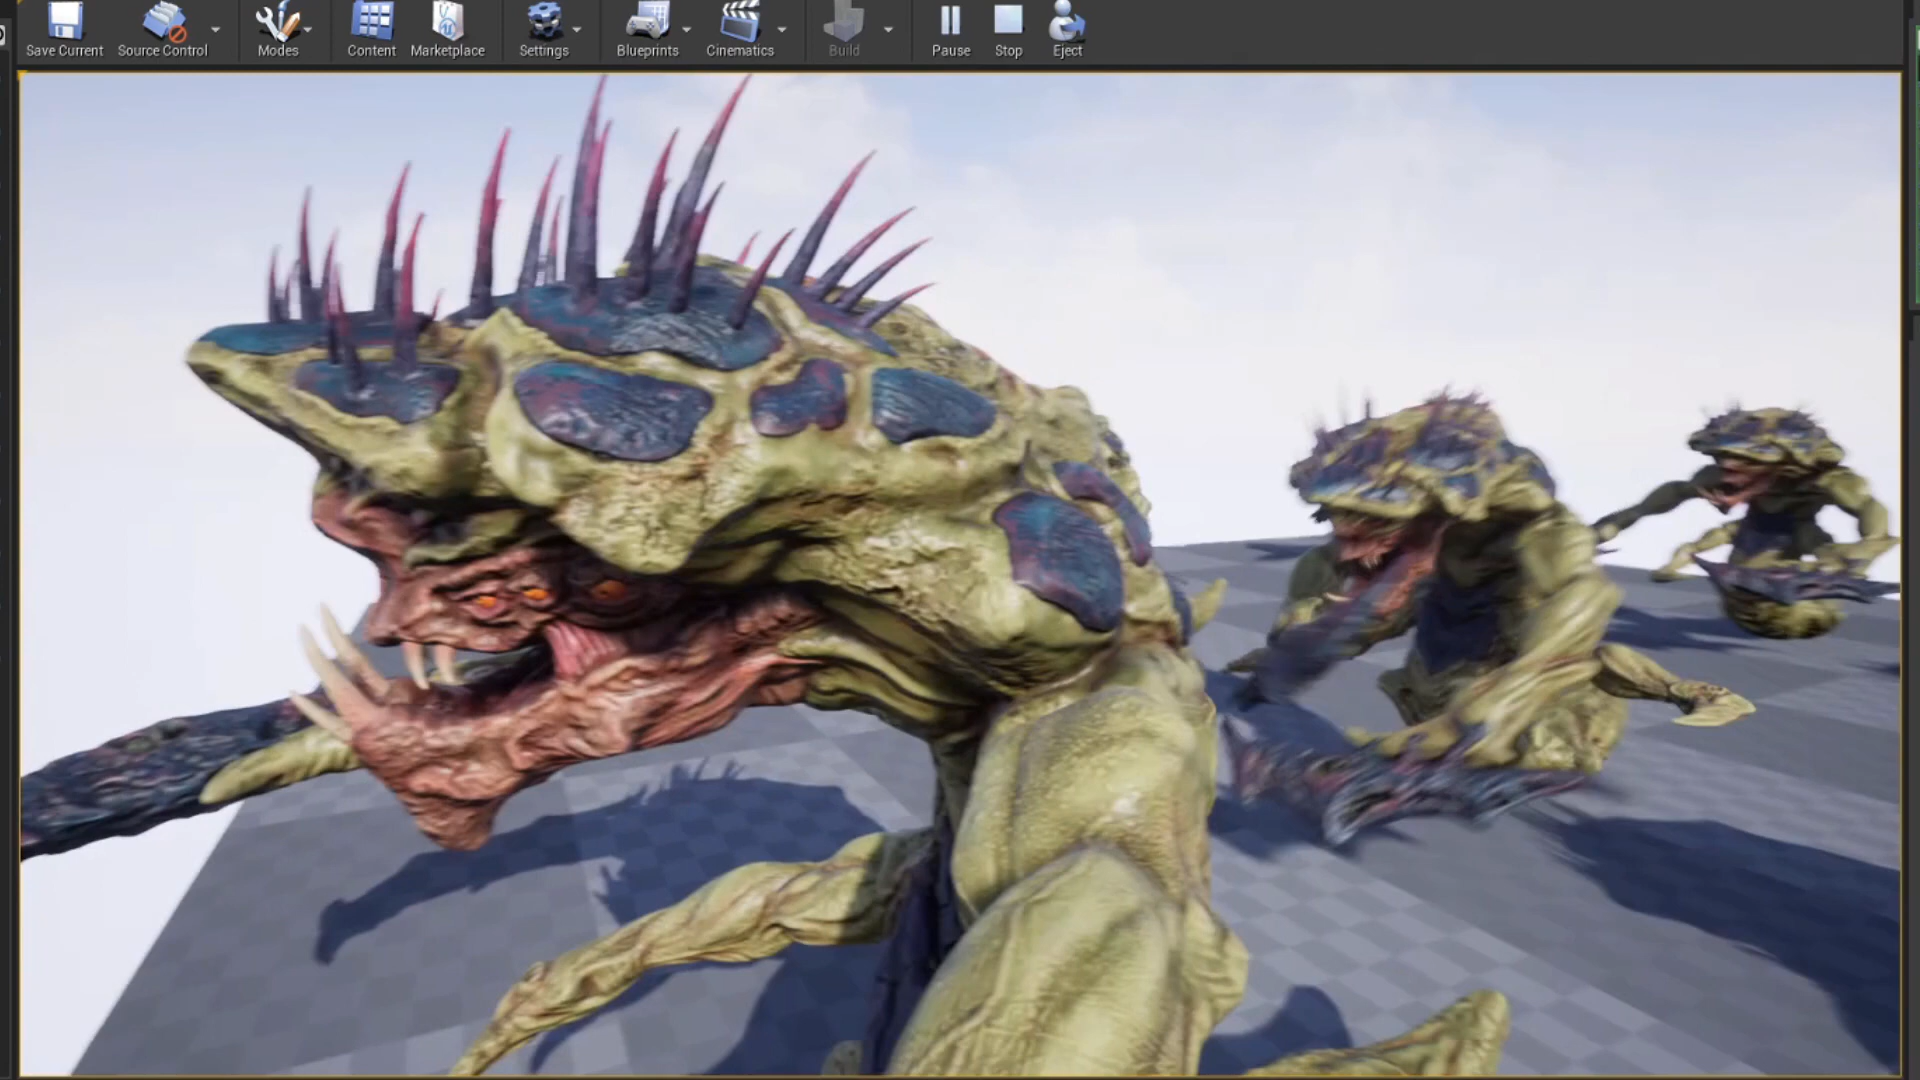 Save Current
Source Control
Modes
Content
Marketplace
Settings
Blueprints
Cinematics
Build
Pause
Stop
Eject